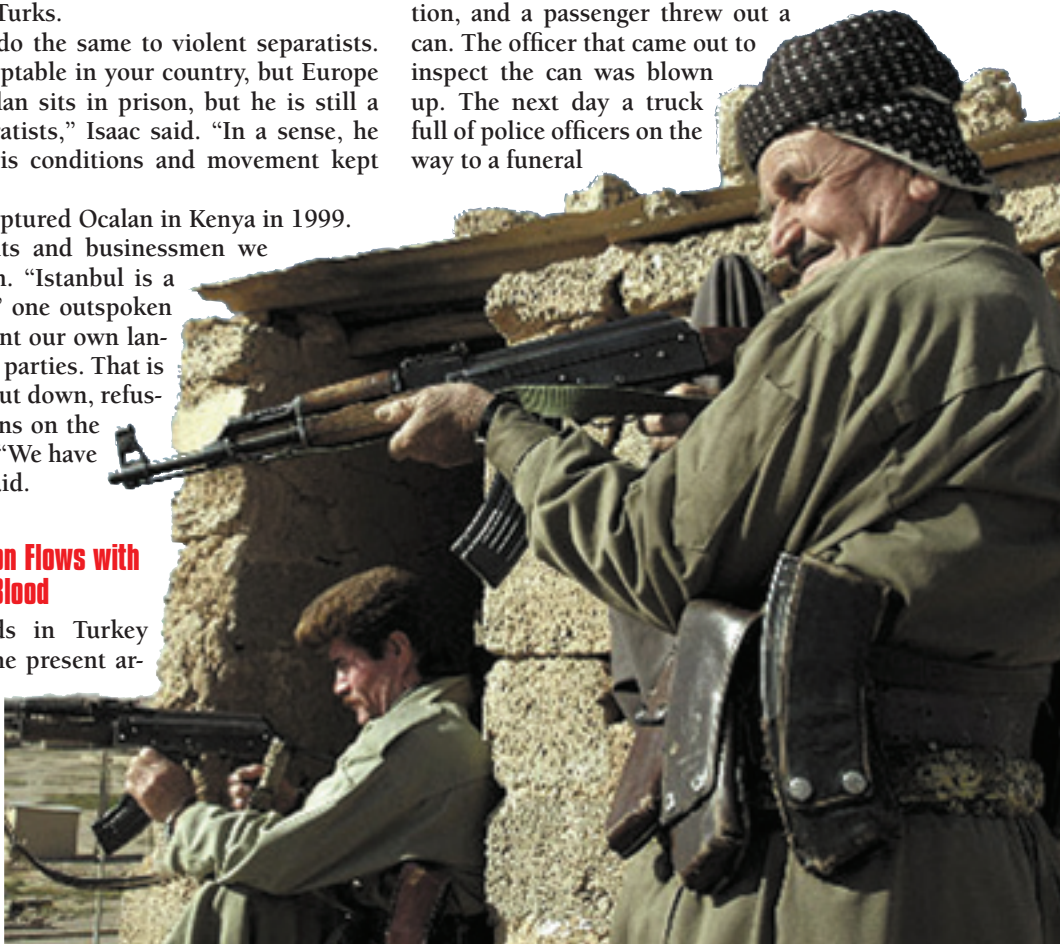 Turks.
do the same to violent separatists.
ptable in your country, but Europe
lan sits in prison, but he is still a
ratists,” Isaac said. “In a sense, he
is conditions and movement kept
ptured Ocalan in Kenya in 1999.
ts and businessmen we
n. “Istanbul is a
” one outspoken
nt our own lan-
parties. That is
ut down, refus-
ns on the
“We have
id.
on Flows with
Blood
ds in Turkey
he present ar-
tion, and a passenger threw out a
can. The officer that came out to
inspect the can was blown
up. The next day a truck
full of police officers on the
way to a funeral